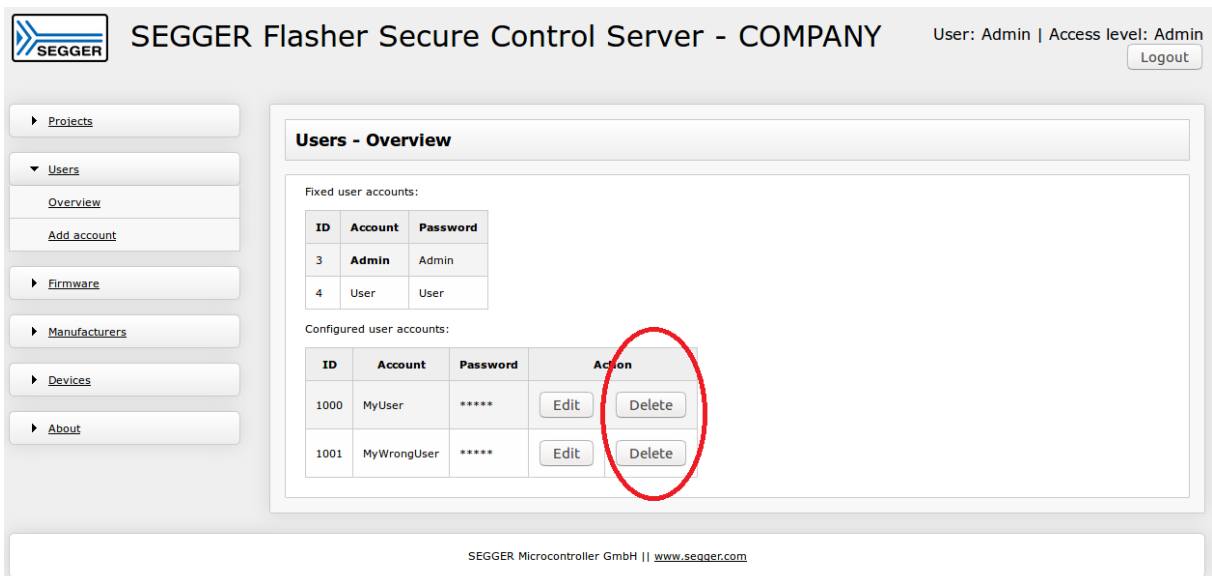 SEGGER
SEGGER Flasher Secure Control Server - COMPANY
User: Admin | Access level: Admin
Logout
Projects
Users
Overview
Add account
Firmware
Manufacturers
Devices
About
Users - Overview
Fixed user accounts:
ID Account Password
3 Admin Admin
4 User User
Configured user accounts:
ID Account Password Action
1000 MyUser ***** Edit Delete
1001 MyWrongUser ***** Edit Delete
SEGGER Microcontroller GmbH || www.segger.com